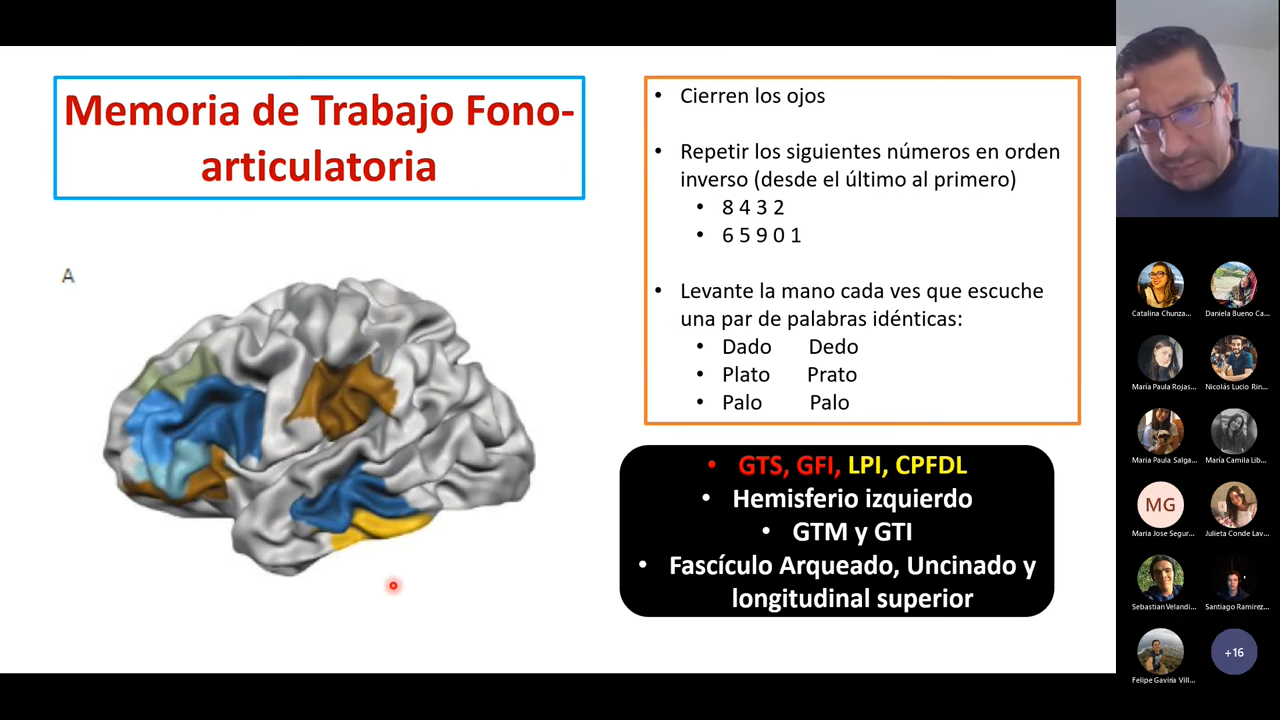 Memoria de Trabajo Fono-
articulatoria
A
• Cierren los ojos
• Repetir los siguientes números en orden
inverso (desde el último al primero)
• 8 4 3 2
• 6 5 9 0 1
• Levante la mano cada ves que escuche
una par de palabras idénticas:
• Dado Dedo
• Plato Prato
• Palo Palo
• GTS, GFI, LPI, CPFDL
• Hemisferio izquierdo
• GTM y GTI
• Fascículo Arqueado, Uncinado y
longitudinal superior
Catalina Chunza...
Daniela Bueno Ca...
María Paula Rojas...
Nicolás Lucio Rin...
Maria Paula Salga...
María Camila Lib...
MG
Maria Jose Segur...
Julieta Conde Lav...
Sebastian Velandi...
Santiago Ramirez...
Felipe Gaviria Vill...
+16